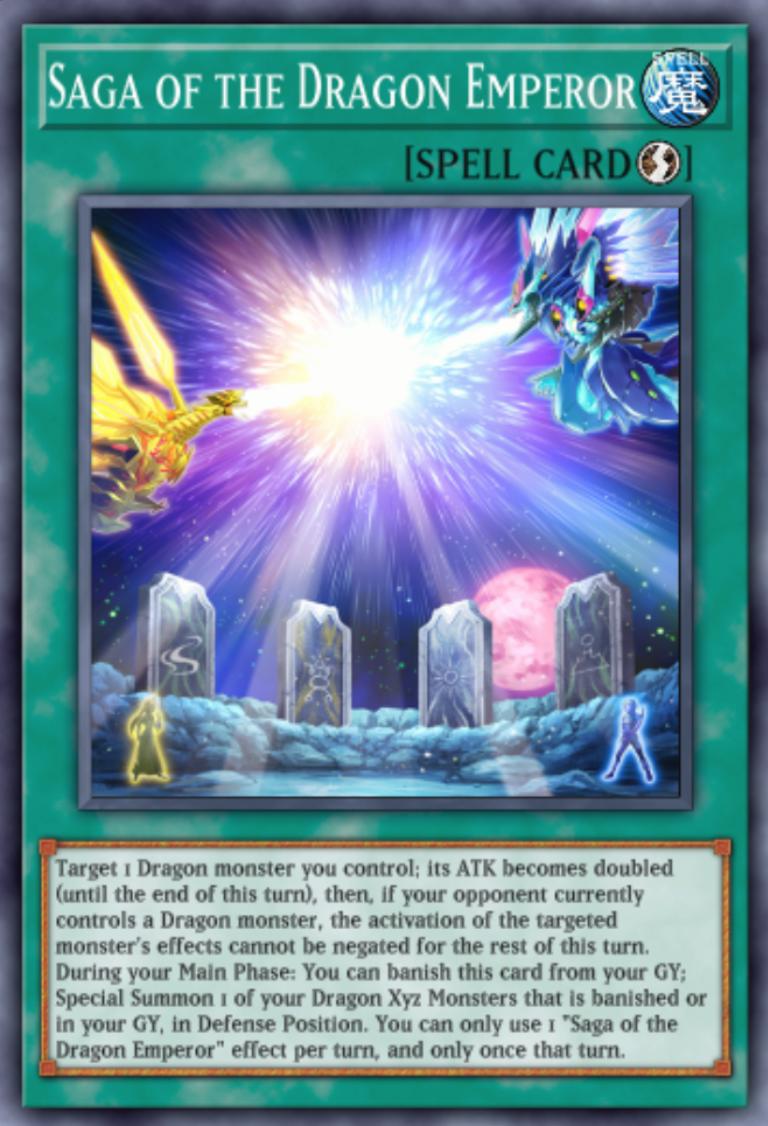 SAGA OF THE DRAGON EMPEROR
SPELL
魔
[SPELL CARD]
Target 1 Dragon monster you control; its ATK becomes doubled
(until the end of this turn), then, if your opponent currently
controls a Dragon monster, the activation of the targeted
monster's effects cannot be negated for the rest of this turn.
During your Main Phase: You can banish this card from your GY;
Special Summon 1 of your Dragon Xyz Monsters that is banished or
in your GY, in Defense Position. You can only use 1 "Saga of the
Dragon Emperor" effect per turn, and only once that turn.